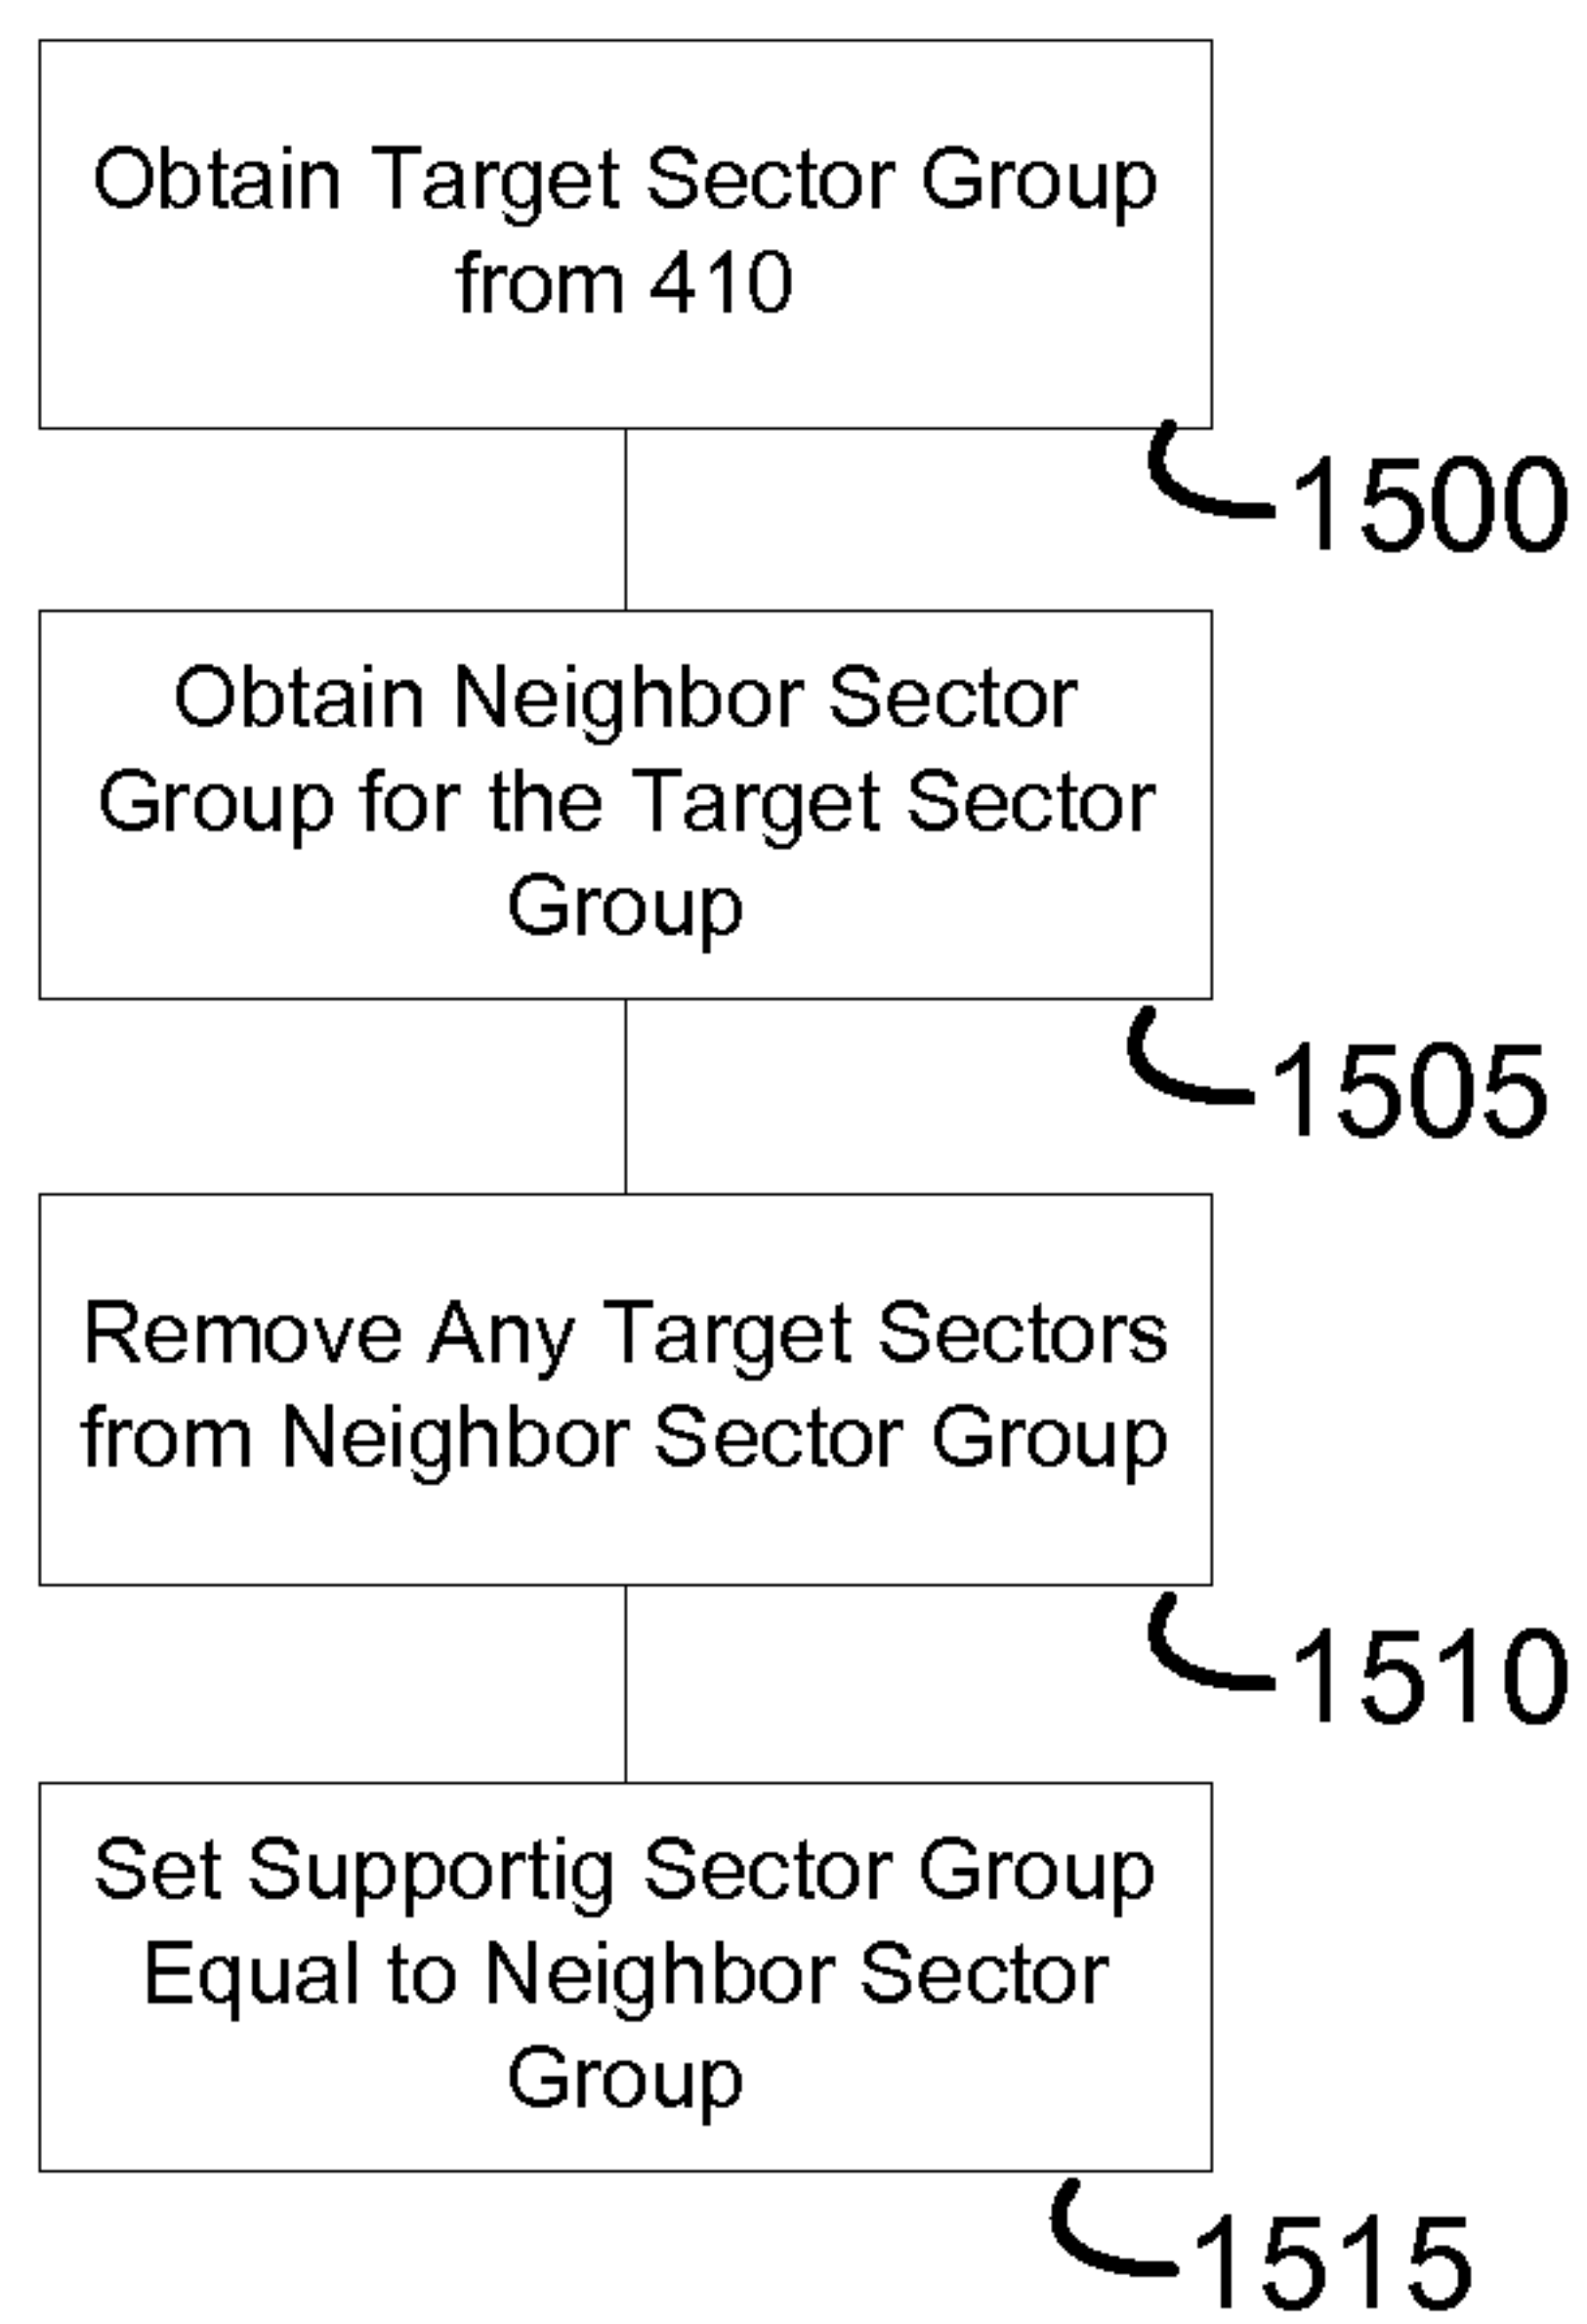 Obtain Target Sector Group
from 410
1500
Obtain Neighbor Sector
Group for the Target Sector
Group
1505
Remove Any Target Sectors
from Neighbor Sector Group
1510
Set Supportig Sector Group
Equal to Neighbor Sector
Group
1515